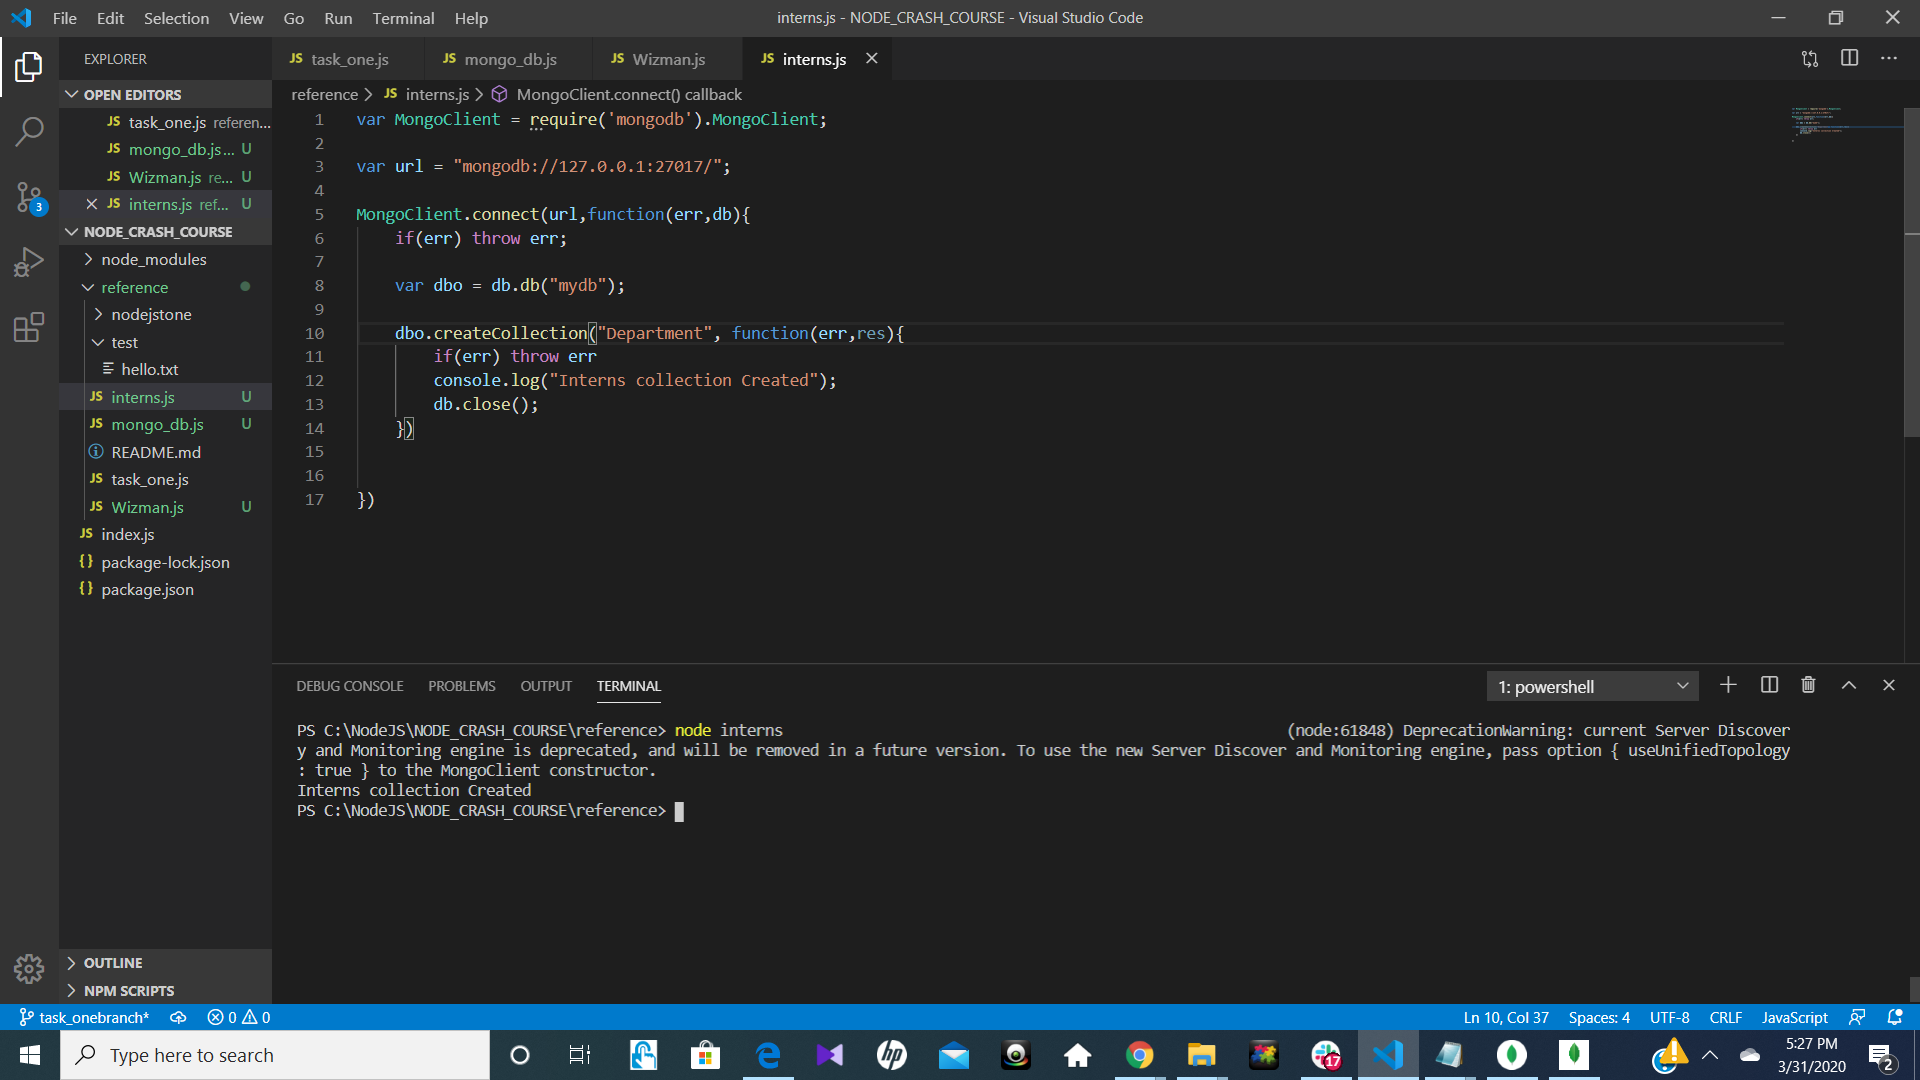 File Edit Selection View Go Run Terminal Help
interns.js - NODE_CRASH_COURSE - Visual Studio Code
EXPLORER
OPEN EDITORS
JS task_one.js referen...
JS mongo_db.js... U
JS Wizman.js re... U
JS interns.js ref... U
NODE_CRASH_COURSE
node_modules
reference
nodejstone
test
hello.txt
JS interns.js U
JS mongo_db.js U
README.md
JS task_one.js
JS Wizman.js U
JS index.js
{} package-lock.json
{} package.json
OUTLINE
NPM SCRIPTS
3
JS task_one.js JS mongo_db.js JS Wizman.js JS interns.js
reference > JS interns.js > MongoClient.connect() callback
1 var MongoClient = require('mongodb').MongoClient;
2
3 var url = "mongodb://127.0.0.1:27017/";
4
5 MongoClient.connect(url,function(err,db){
6 if(err) throw err;
7
8 var dbo = db.db("mydb");
9
10 dbo.createCollection("Department", function(err,res){
11 if(err) throw err
12 console.log("Interns collection Created");
13 db.close();
14 })
15
16
17 })
DEBUG CONSOLE PROBLEMS OUTPUT TERMINAL
1: powershell
PS C:\NodeJS\NODE_CRASH_COURSE\reference> node interns (node:61848) DeprecationWarning: current Server Discover
y and Monitoring engine is deprecated, and will be removed in a future version. To use the new Server Discover and Monitoring engine, pass option { useUnifiedTopology
: true } to the MongoClient constructor.
Interns collection Created
PS C:\NodeJS\NODE_CRASH_COURSE\reference>
task_onebranch* 0 0
Ln 10, Col 37 Spaces: 4 UTF-8 CRLF JavaScript
Type here to search
hp
17
5:27 PM
3/31/2020
2